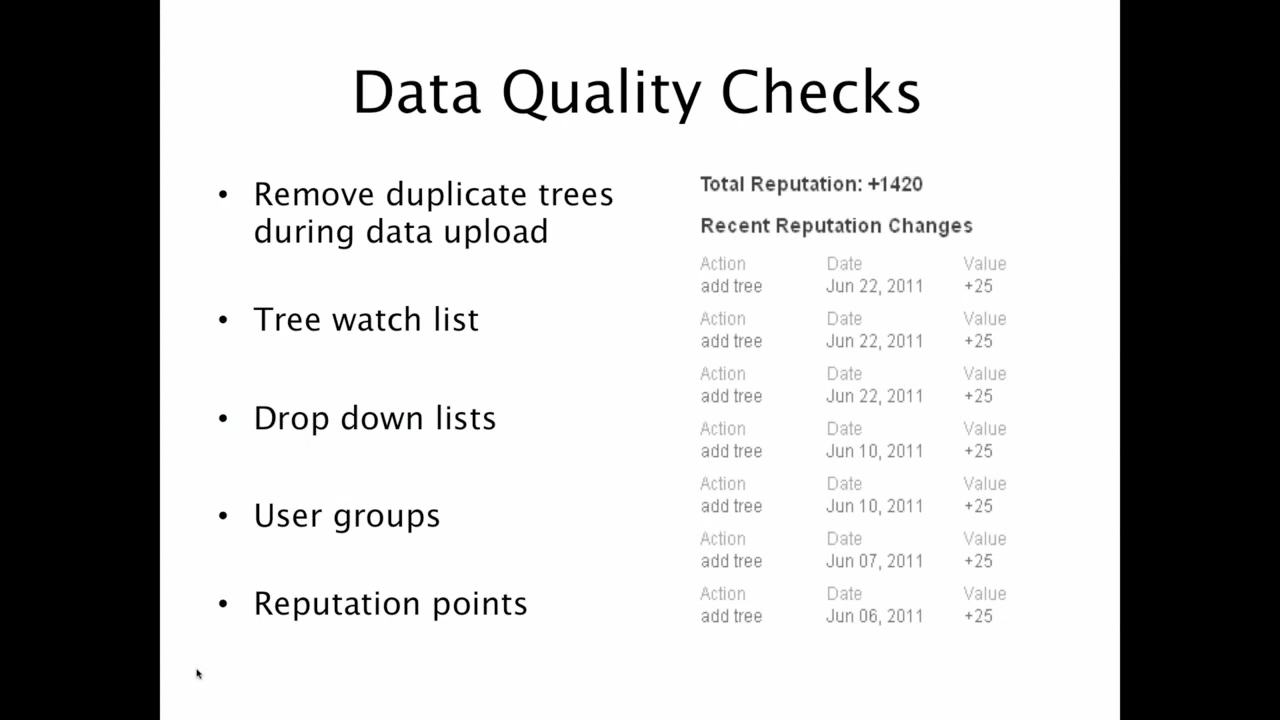 Data Quality Checks
• Remove duplicate trees
during data upload
• Tree watch list
• Drop down lists
• User groups
• Reputation points
Total Reputation: +1420
Recent Reputation Changes
Action Date Value
add tree Jun 22, 2011 +25
Action Date Value
add tree Jun 22, 2011 +25
Action Date Value
add tree Jun 22, 2011 +25
Action Date Value
add tree Jun 10, 2011 +25
Action Date Value
add tree Jun 10, 2011 +25
Action Date Value
add tree Jun 07, 2011 +25
Action Date Value
add tree Jun 06, 2011 +25